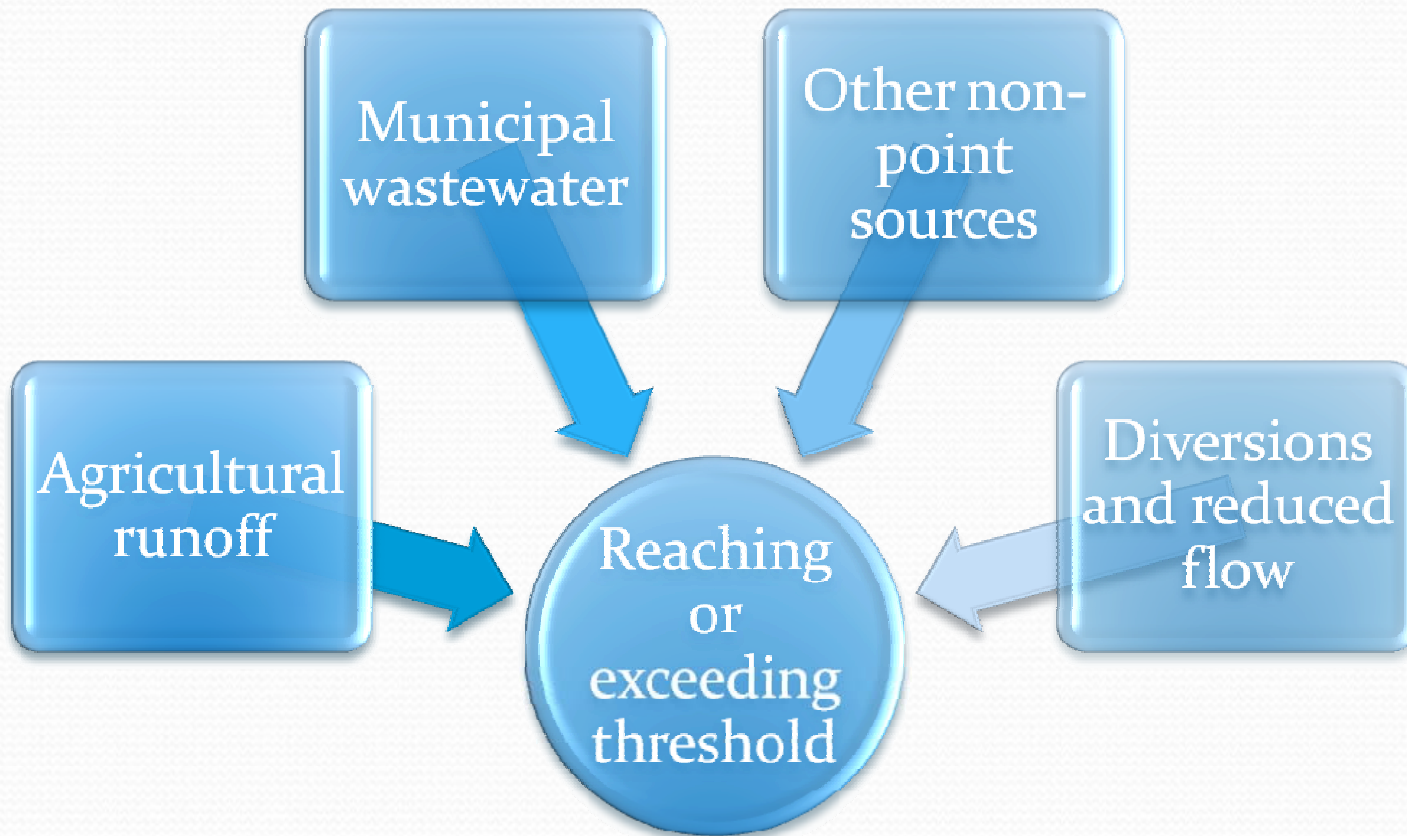 Municipal
wastewater
Other non-
point
sources
Agricultural
runoff
Diversions
and reduced
flow
Reaching
or
exceeding
threshold